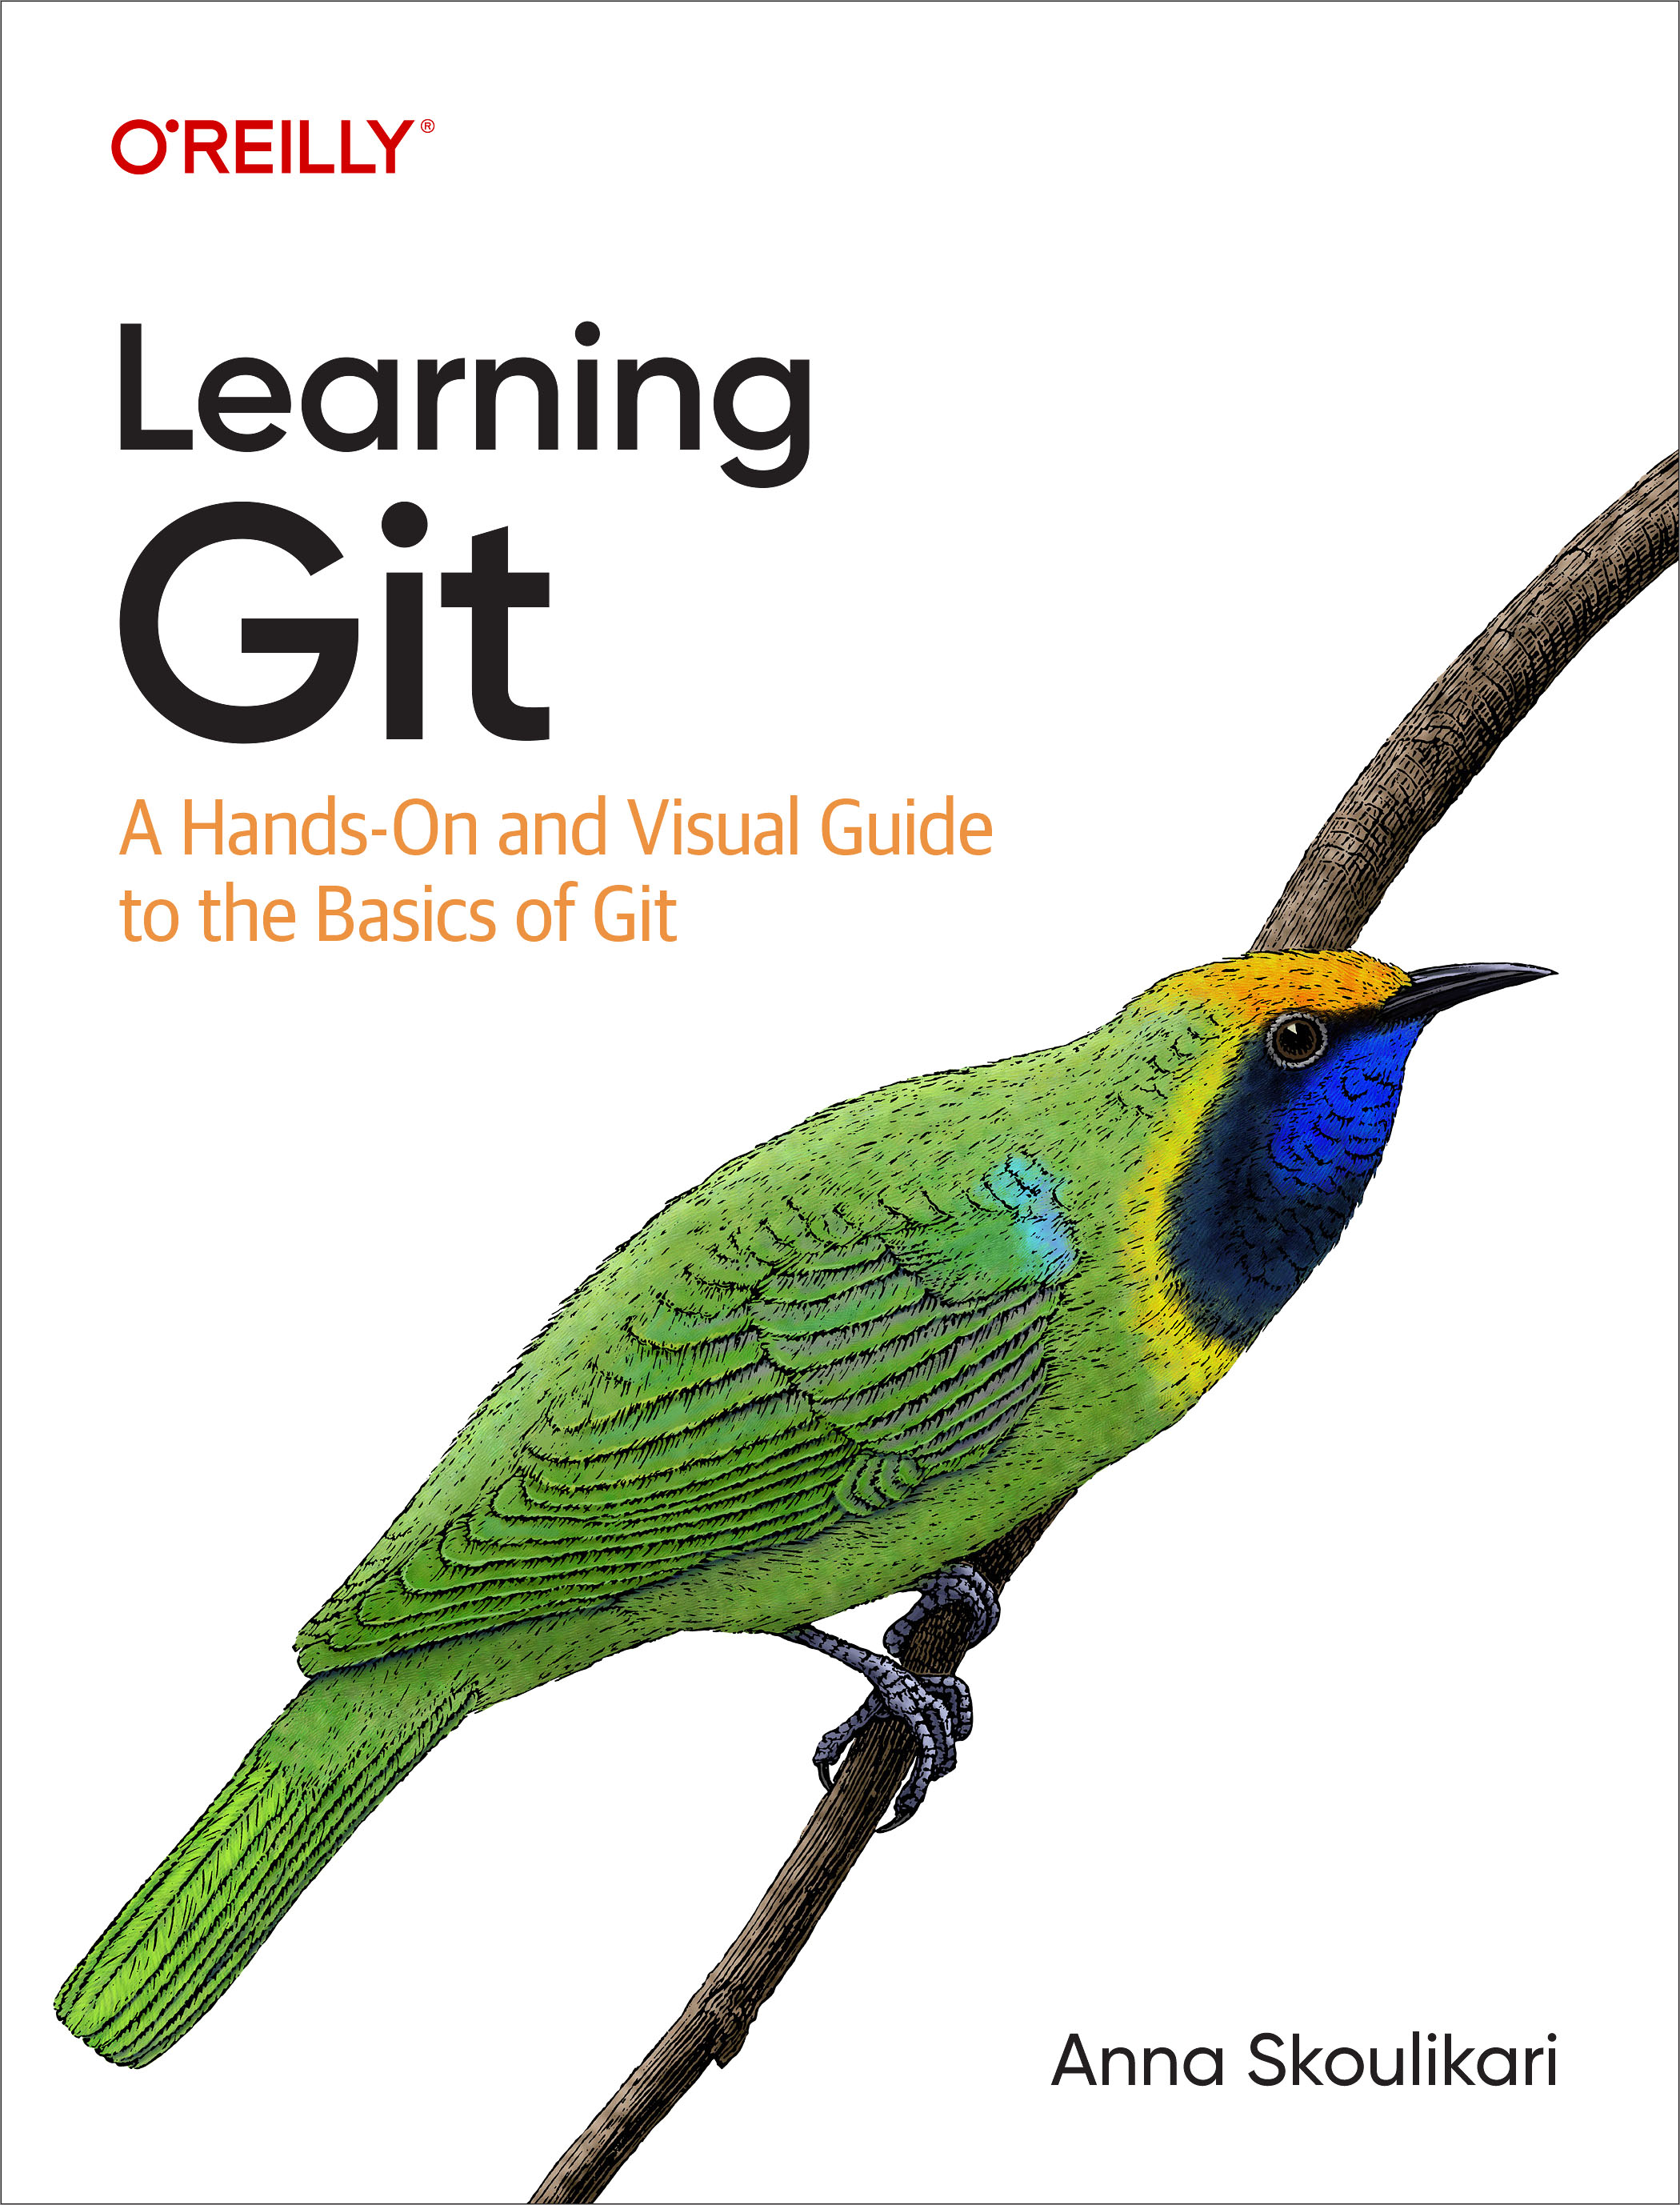 O'REILLY®
Learning
Git
A Hands-On and Visual Guide
to the Basics of Git
Anna Skoulikari